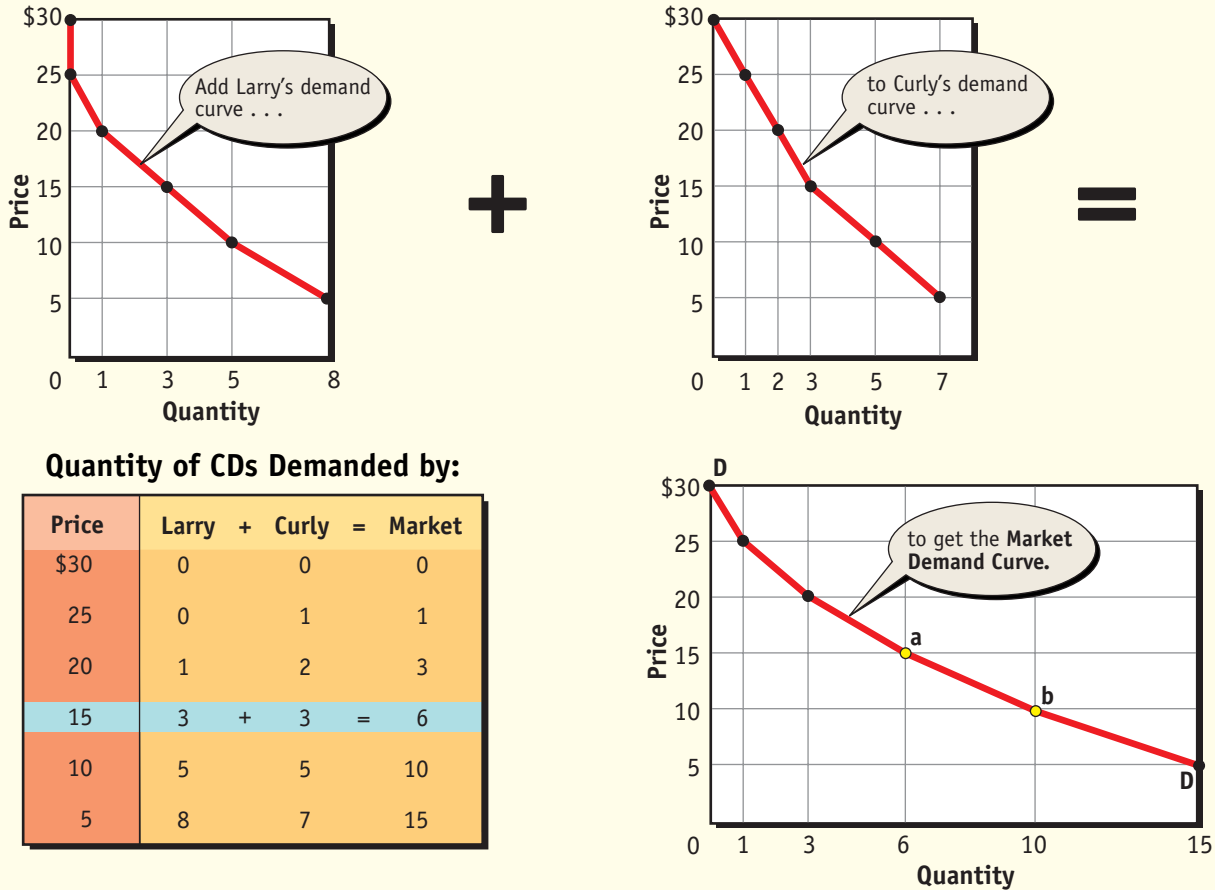 $30
25
20
15
10
5
Price
Add Larry's demand
curve . . .
0 1 3 5 8
Quantity
+
$30
25
20
15
10
5
Price
to Curly's demand
curve . . .
0 1 2 3 5 7
Quantity
=
Quantity of CDs Demanded by:
Price Larry + Curly = Market
$30 0 0 0
25 0 1 1
20 1 2 3
15 3 + 3 = 6
10 5 5 10
5 8 7 15
D
$30
25
20
15
10
5
Price
to get the Market
Demand Curve.
a
b
D
0 1 3 6 10 15
Quantity